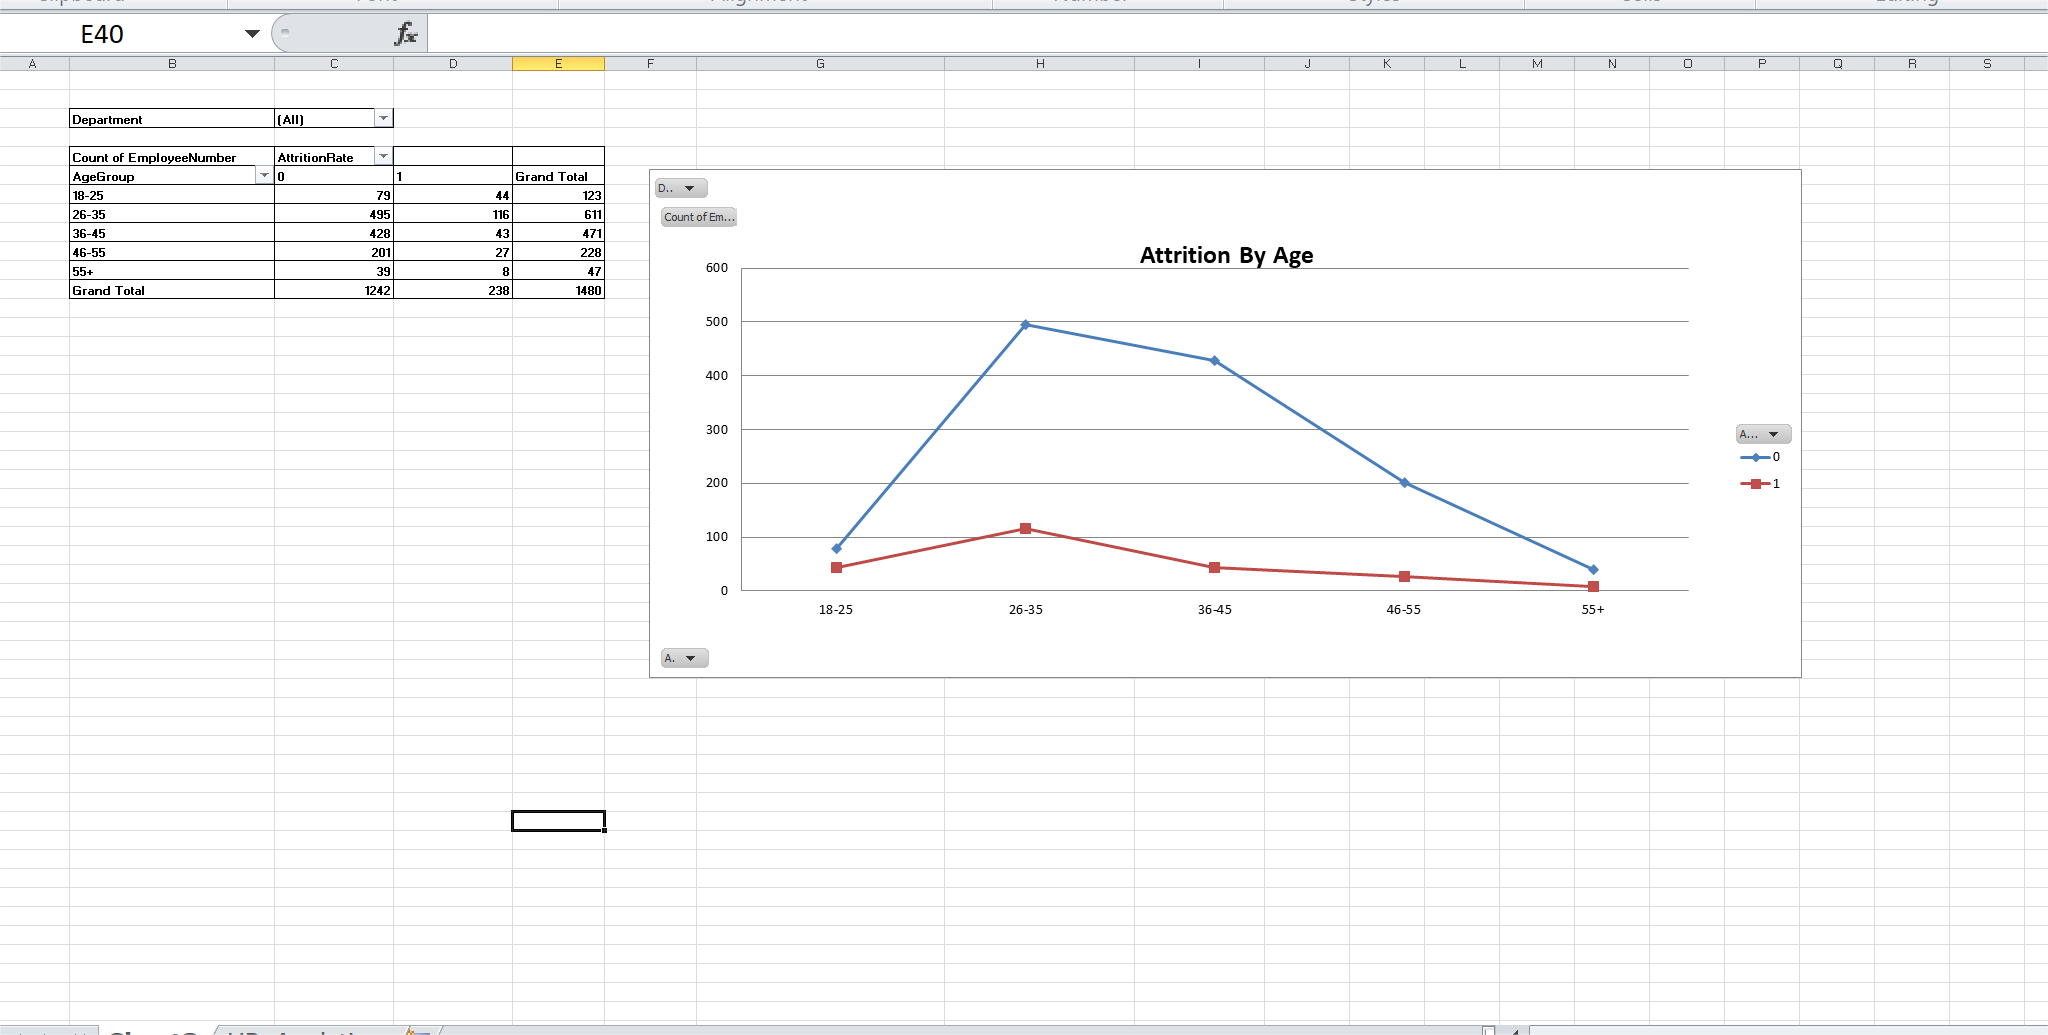 E40
fx
A B C D E F G H I J K L M N O P Q R S
Department (All)
Count of EmployeeNumber AttritionRate
AgeGroup 0 1 Grand Total
18-25 79 44 123
26-35 495 116 611
36-45 428 43 471
46-55 201 27 228
55+ 39 8 47
Grand Total 1242 238 1480
D..
Count of Em...
Attrition By Age
600
500
400
300
200
100
0
18-25 26-35 36-45 46-55 55+
A...
0
1
A.